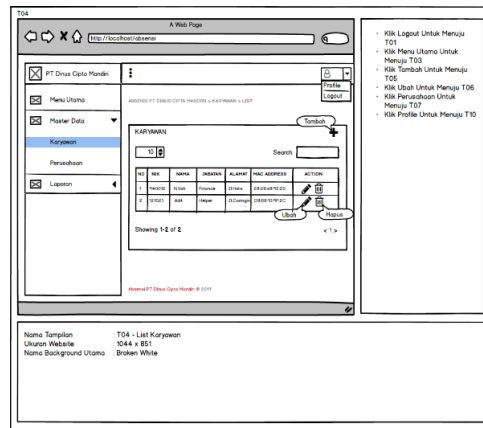 T04
A Web Page
http://localhost/absensi
PT Dinus Cipta Mandiri
Profile
Logout
Menu Utama
Master Data
Karyawan
Perusahaan
Laporan
ABSENSI PT DINUS CIPTA MANDIRI > KARYAWAN > LIST
Tambah
KARYAWAN
10
Search:
NO NIK NAMA JABATAN ALAMAT MAC ADDRESS ACTION
1 Finance
2 121021 Adit Helper
Ubah
Hapus
Showing 1-2 of 2
< 1 >
Absensi PT Dinus Cipta Mandiri © 2019
· Klik Logout Untuk Menuju
T01
· Klik Menu Utama Untuk
Menuju T03
· Klik Tambah Untuk Menuju
T05
· Klik Ubah Untuk Menuju T06
· Klik Perusahaan Untuk
Menuju T07
· Klik Profile Untuk Menuju T10
Nama Tampilan : T04 - List Karyawan
Ukuran Website : 1044 x 851
Nama Background Utama : Broken White